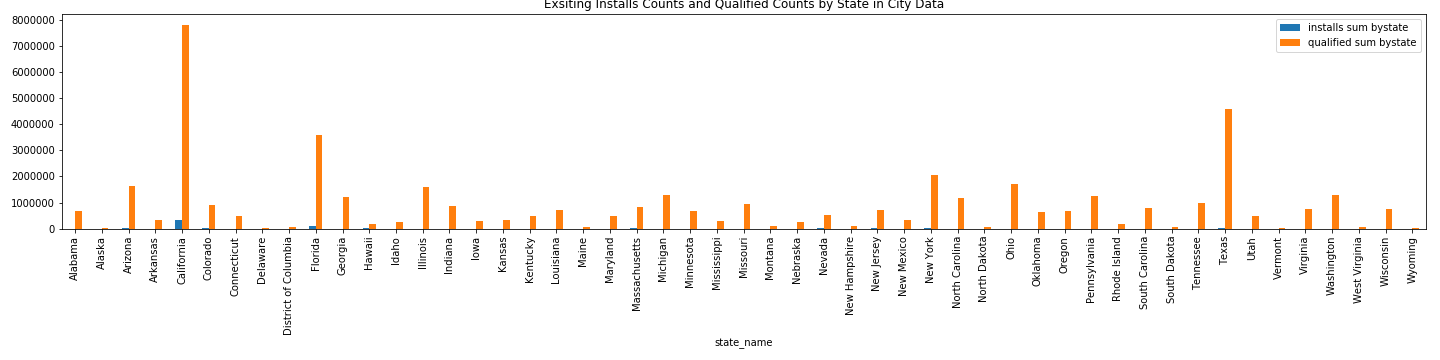 Exsiting Installs Counts and Qualified Counts by State in City Data
installs sum bystate
qualified sum bystate
8000000
7000000
6000000
5000000
4000000
3000000
2000000
1000000
0
Alabama
Alaska
Arizona
Arkansas
California
Colorado
Connecticut
Delaware
District of Columbia
Florida
Georgia
Hawaii
Idaho
Illinois
Indiana
Iowa
Kansas
Kentucky
Louisiana
Maine
Maryland
Massachusetts
Michigan
Minnesota
Mississippi
Missouri
Montana
Nebraska
Nevada
New Hampshire
New Jersey
New Mexico
New York
North Carolina
North Dakota
Ohio
Oklahoma
Oregon
Pennsylvania
Rhode Island
South Carolina
South Dakota
Tennessee
Texas
Utah
Vermont
Virginia
Washington
West Virginia
Wisconsin
Wyoming
state_name